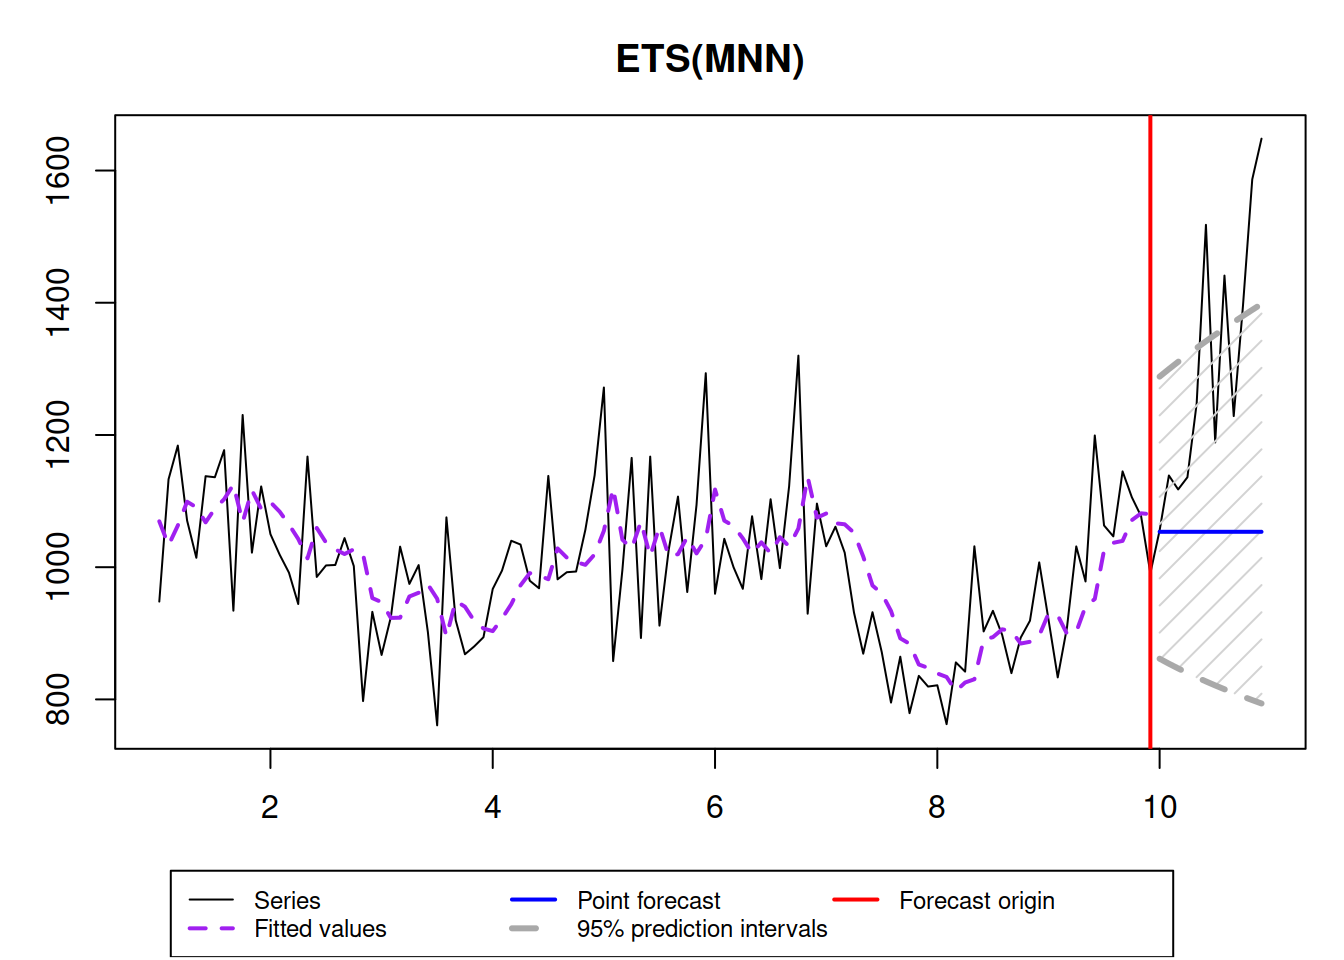 ETS(MNN)
1600
1400
1200
1000
800
2 4 6 8 10
Series Point forecast Forecast origin
Fitted values 95% prediction intervals